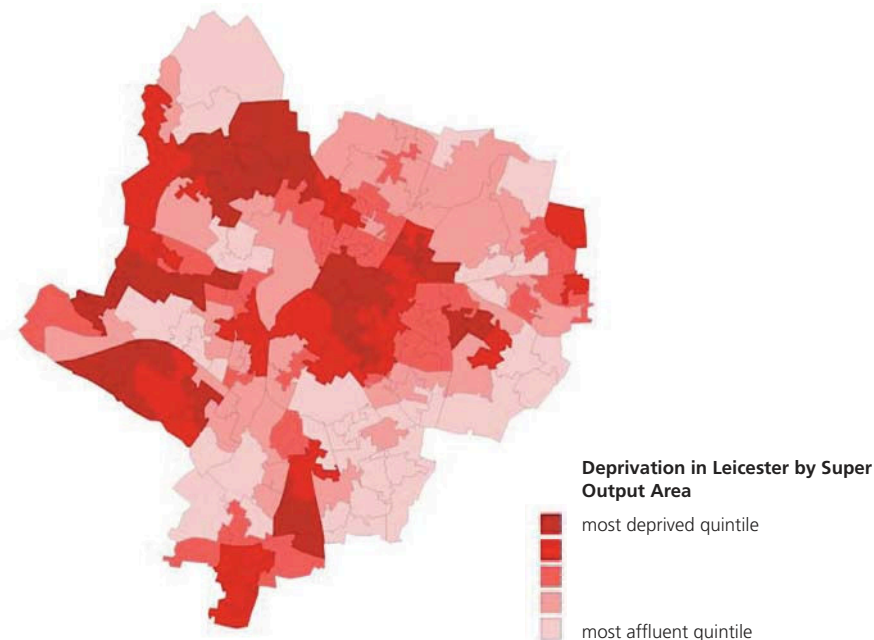 Deprivation in Leicester by Super
Output Area
most deprived quintile
most affluent quintile